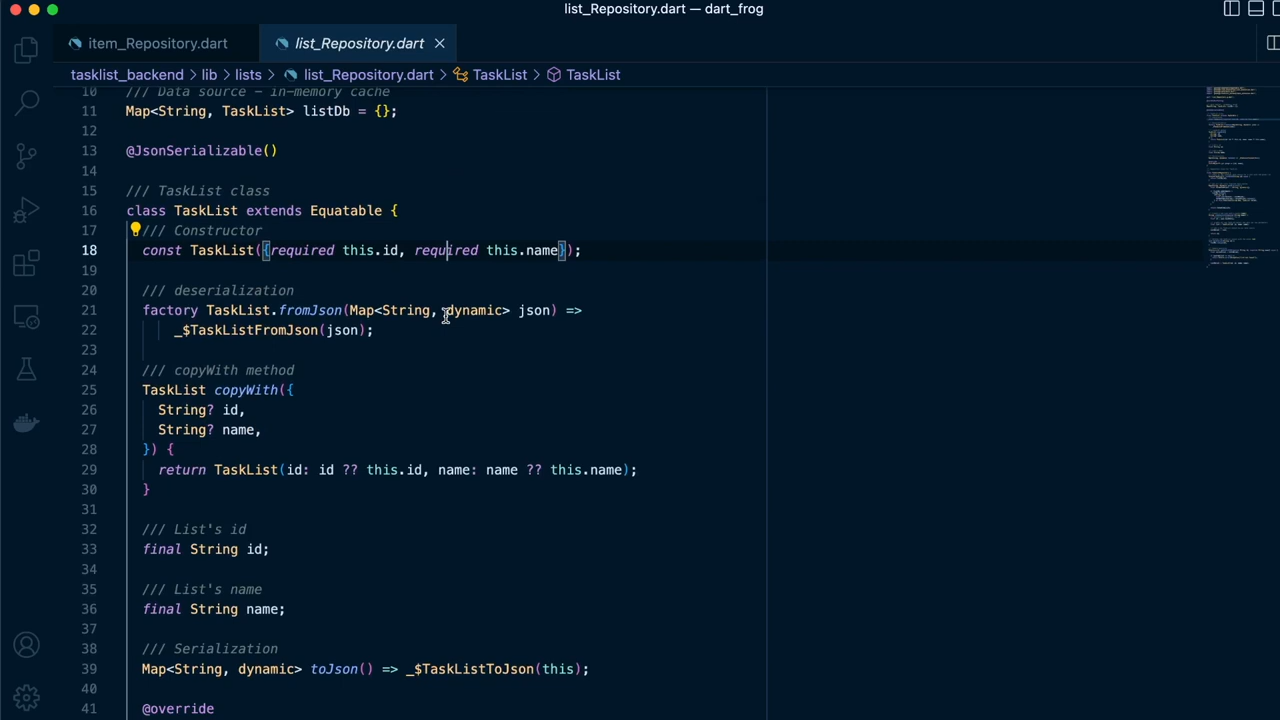 list_Repository.dart — dart_frog
item_Repository.dart
list_Repository.dart
tasklist_backend > lib > lists > list_Repository.dart > TaskList > TaskList
10 /// Data source - in-memory cache
11 Map<String, TaskList> listDb = {};
12
13 @JsonSerializable()
14
15 /// TaskList class
16 class TaskList extends Equatable {
17 /// Constructor
18 const TaskList({required this.id, required this.name});
19
20 /// deserialization
21 factory TaskList.fromJson(Map<String, dynamic> json) =>
22 _$TaskListFromJson(json);
23
24 /// copyWith method
25 TaskList copyWith({
26 String? id,
27 String? name,
28 }) {
29 return TaskList(id: id ?? this.id, name: name ?? this.name);
30 }
31
32 /// List's id
33 final String id;
34
35 /// List's name
36 final String name;
37
38 /// Serialization
39 Map<String, dynamic> toJson() => _$TaskListToJson(this);
40
41 @override